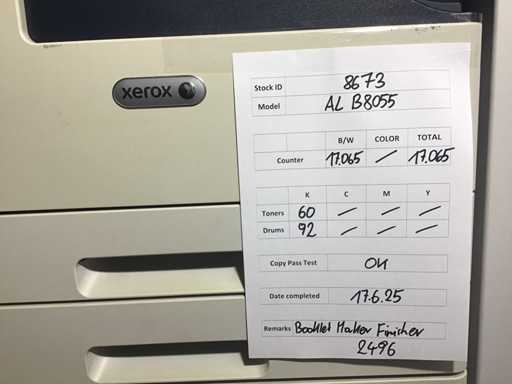 xerox
Stock ID 8673
Model AL B8055
B/W COLOR TOTAL
Counter 17.065 / 17.065
K C M Y
Toners 60 / / /
Drums 92 / / /
Copy Pass Test OK
Date completed 17.6.25
Remarks Booklet Maker Finisher
2496